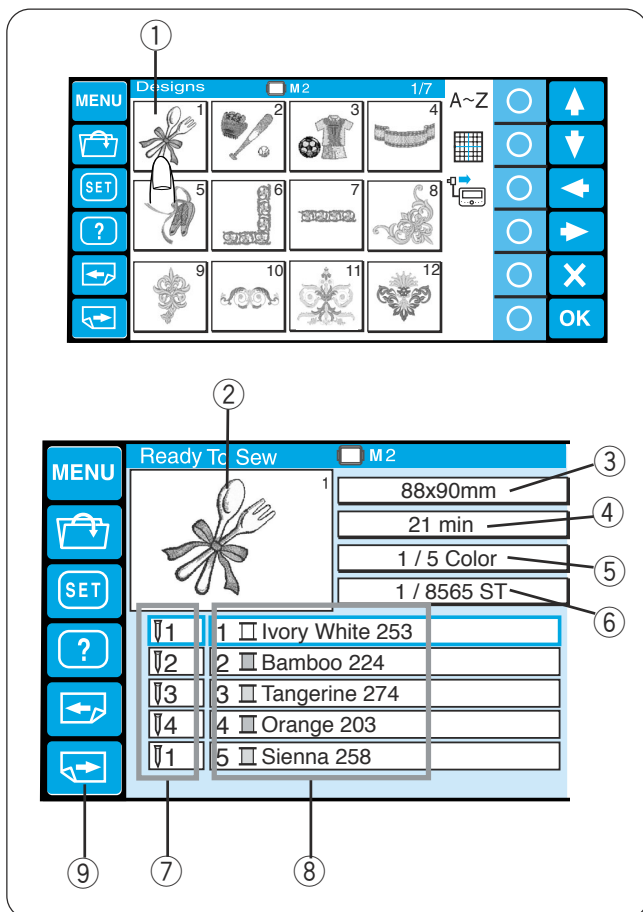 ①
Designs M2 1/7
MENU 1 2 3 4 A~Z
SET 5 6 7 8
?
9 10 11 12
X
OK
②
Ready To Sew M2
MENU 1 88x90mm ③
21 min ④
1 / 5 Color ⑤
SET 1 / 8565 ST ⑥
1 1 Ivory White 253
? 2 2 Bamboo 224
3 3 Tangerine 274
4 4 Orange 203
1 5 Sienna 258
⑨ ⑦ ⑧